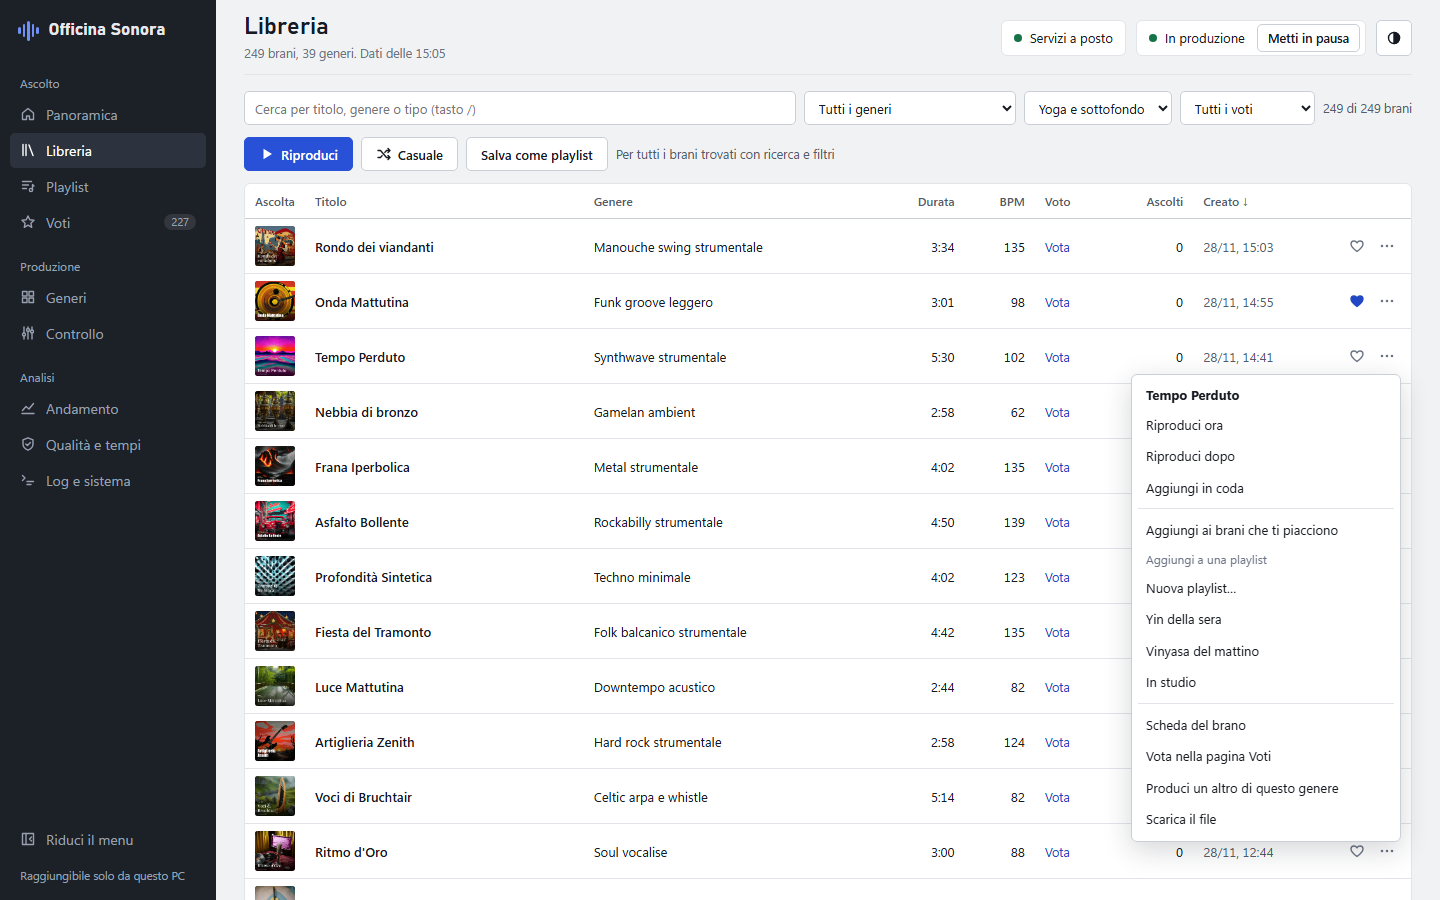 Officina Sonora
Ascolto
Panoramica
Libreria
Playlist
Voti 227
Produzione
Generi
Controllo
Analisi
Andamento
Qualità e tempi
Log e sistema
Riduci il menu
Raggiungibile solo da questo PC
Libreria
249 brani, 39 generi. Dati delle 15:05
Servizi a posto
In produzione Metti in pausa
Cerca per titolo, genere o tipo (tasto /) Tutti i generi Yoga e sottofondo Tutti i voti 249 di 249 brani
Riproduci Casuale Salva come playlist Per tutti i brani trovati con ricerca e filtri
Ascolta Titolo Genere Durata BPM Voto Ascolti Creato ↓
Rondo dei viandanti Manouche swing strumentale 3:34 135 Vota 0 28/11, 15:03
Onda Mattutina Funk groove leggero 3:01 98 Vota 0 28/11, 14:55
Tempo Perduto Synthwave strumentale 5:30 102 Vota 0 28/11, 14:41
Nebbia di bronzo Gamelan ambient 2:58 62 Vota
Frana Iperbolica Metal strumentale 4:02 135 Vota
Asfalto Bollente Rockabilly strumentale 4:50 139 Vota
Profondità Sintetica Techno minimale 4:02 123 Vota
Fiesta del Tramonto Folk balcanico strumentale 4:42 135 Vota
Luce Mattutina Downtempo acustico 2:44 82 Vota
Artiglieria Zenith Hard rock strumentale 2:58 124 Vota
Voci di Bruchtair Celtic arpa e whistle 5:14 82 Vota
Ritmo d'Oro Soul vocalise 3:00 88 Vota 0 28/11, 12:44
Tempo Perduto
Riproduci ora
Riproduci dopo
Aggiungi in coda
Aggiungi ai brani che ti piacciono
Aggiungi a una playlist
Nuova playlist...
Yin della sera
Vinyasa del mattino
In studio
Scheda del brano
Vota nella pagina Voti
Produci un altro di questo genere
Scarica il file